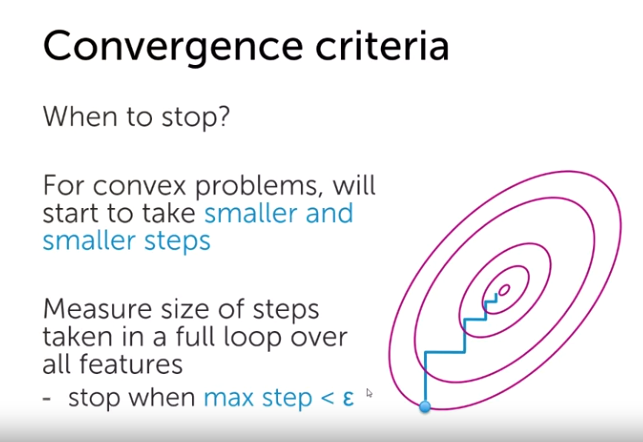 Convergence criteria
When to stop?
For convex problems, will
start to take smaller and
smaller steps
Measure size of steps
taken in a full loop over
all features
- stop when max step < ε